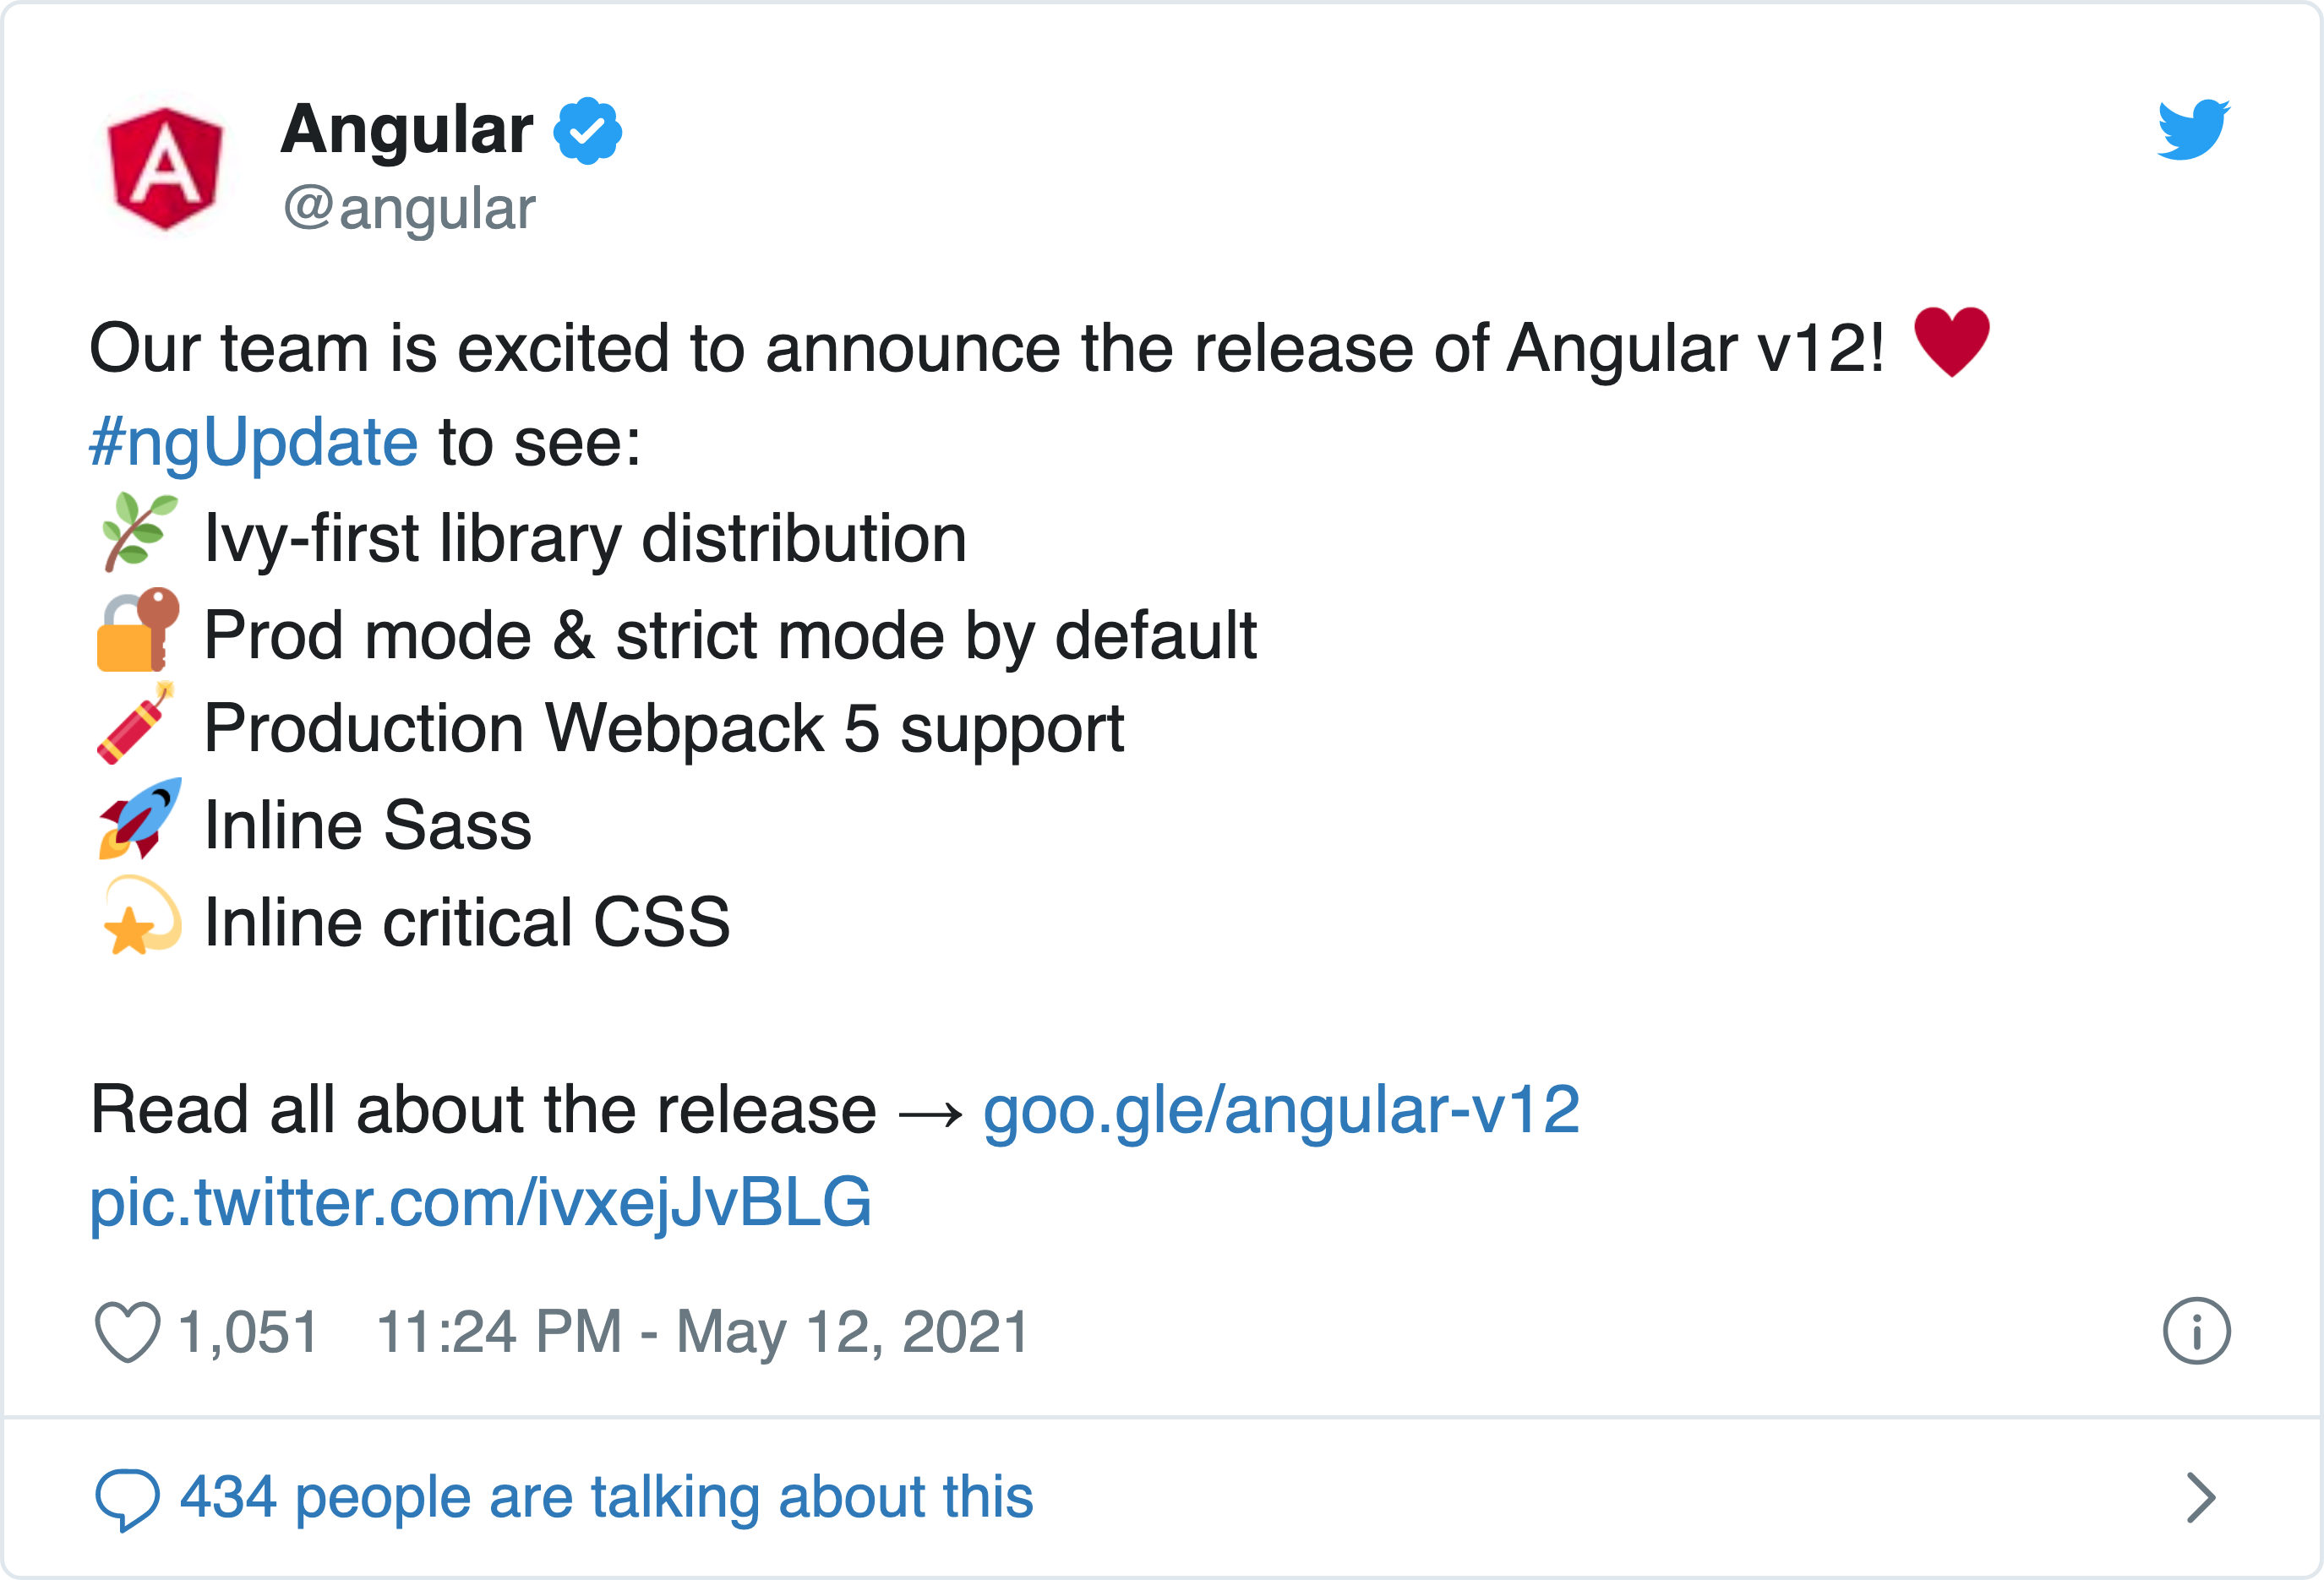 Angular
@angular
Our team is excited to announce the release of Angular v12! ♥️
#ngUpdate to see:
🌿 Ivy-first library distribution
🔐 Prod mode & strict mode by default
🧨 Production Webpack 5 support
🚀 Inline Sass
💫 Inline critical CSS
Read all about the release → goo.gle/angular-v12
pic.twitter.com/ivxejJvBLG
1,051 11:24 PM - May 12, 2021
434 people are talking about this